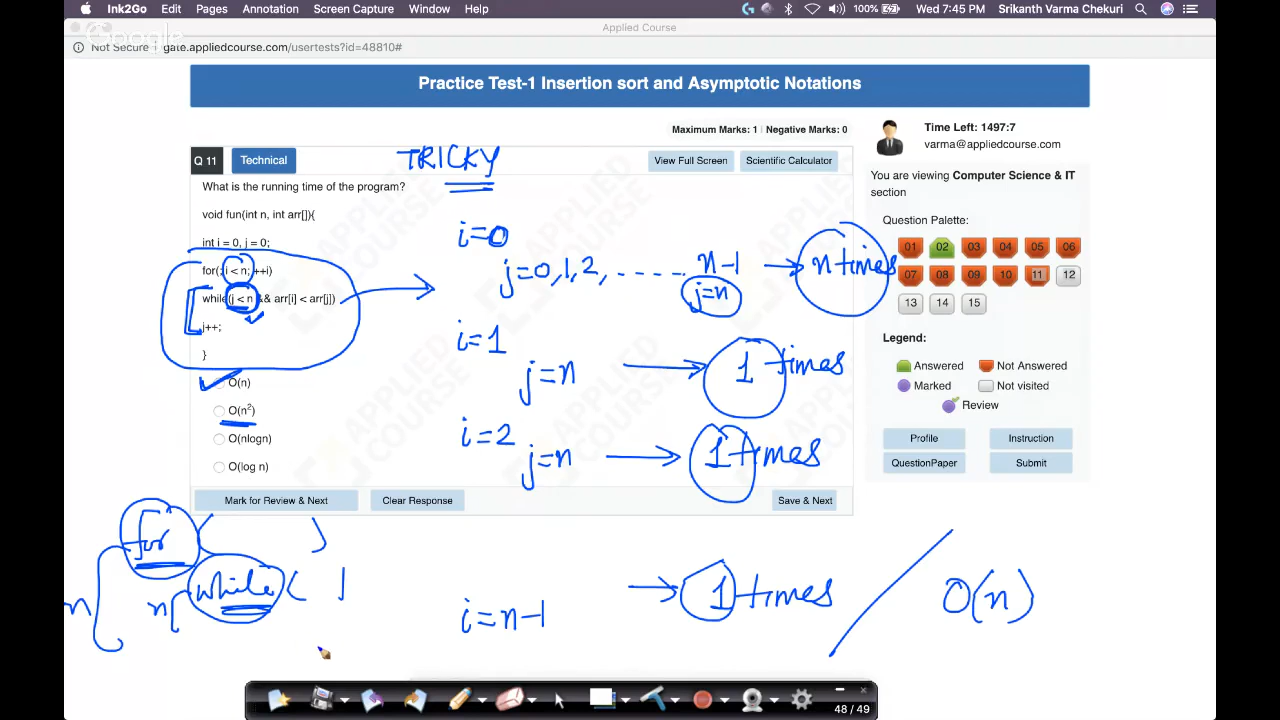 Ink2Go Edit Pages Annotation Screen Capture Window Help 100% Wed 7:45 PM Srikanth Varma Chekuri
Applied Course
Google
Not Secure | gate.appliedcourse.com/usertests?id=48810#
Practice Test-1 Insertion sort and Asymptotic Notations
Maximum Marks: 1 | Negative Marks: 0
Time Left: 1497:7
varma@appliedcourse.com
Q 11 Technical TRICKY View Full Screen Scientific Calculator
You are viewing Computer Science & IT
section
What is the running time of the program?
void fun(int n, int arr[]){
Question Palette:
i=0
int i = 0, j = 0;
01 02 03 04 05 06
for(; i < n; ++i)
j=0,1,2, ...... n-1 → n times
07 08 09 10 11 12
while(j < n && arr[i] < arr[j])
j=n
13 14 15
j++;
i=1
Legend:
}
Answered Not Answered
j=n → 1 times
O(n)
Marked Not visited
Review
O(n²)
i=2
O(nlogn)
Profile Instruction
j=n → 1 times
O(log n)
QuestionPaper Submit
Mark for Review & Next Clear Response Save & Next
for ( )
n
n while ( )
i=n-1 → 1 times
O(n)
48 / 49
APPLIED COURSE
APPLIED COURSE
APPLIED COURSE